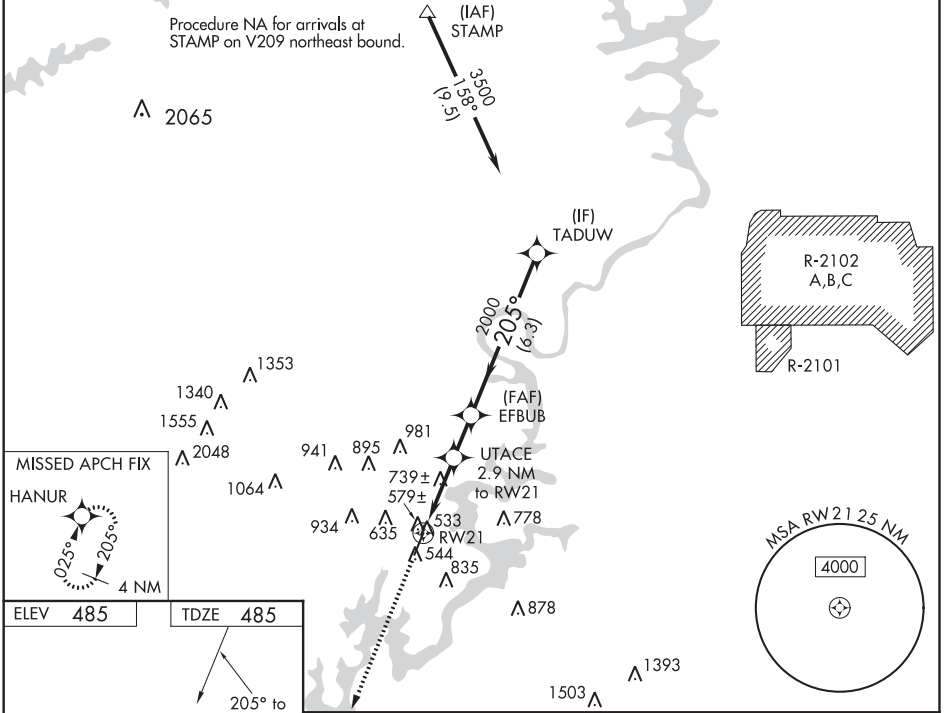 Procedure NA for arrivals at
STAMP on V209 northeast bound.
(IAF)
STAMP
3500
158°
(9.5)
2065
(IF)
TADUW
R-2102
A,B,C
R-2101
2000
205°
(6.3)
1353
1340
1555
2048
(FAF)
EFBUB
981
941
895
UTACE
2.9 NM
to RW21
739±
1064
579±
934
635
533
778
RW21
544
835
878
1393
1503
MISSED APCH FIX
HANUR
025°
205°
4 NM
MSA RW21 25 NM
4000
ELEV 485
TDZE 485
205° to